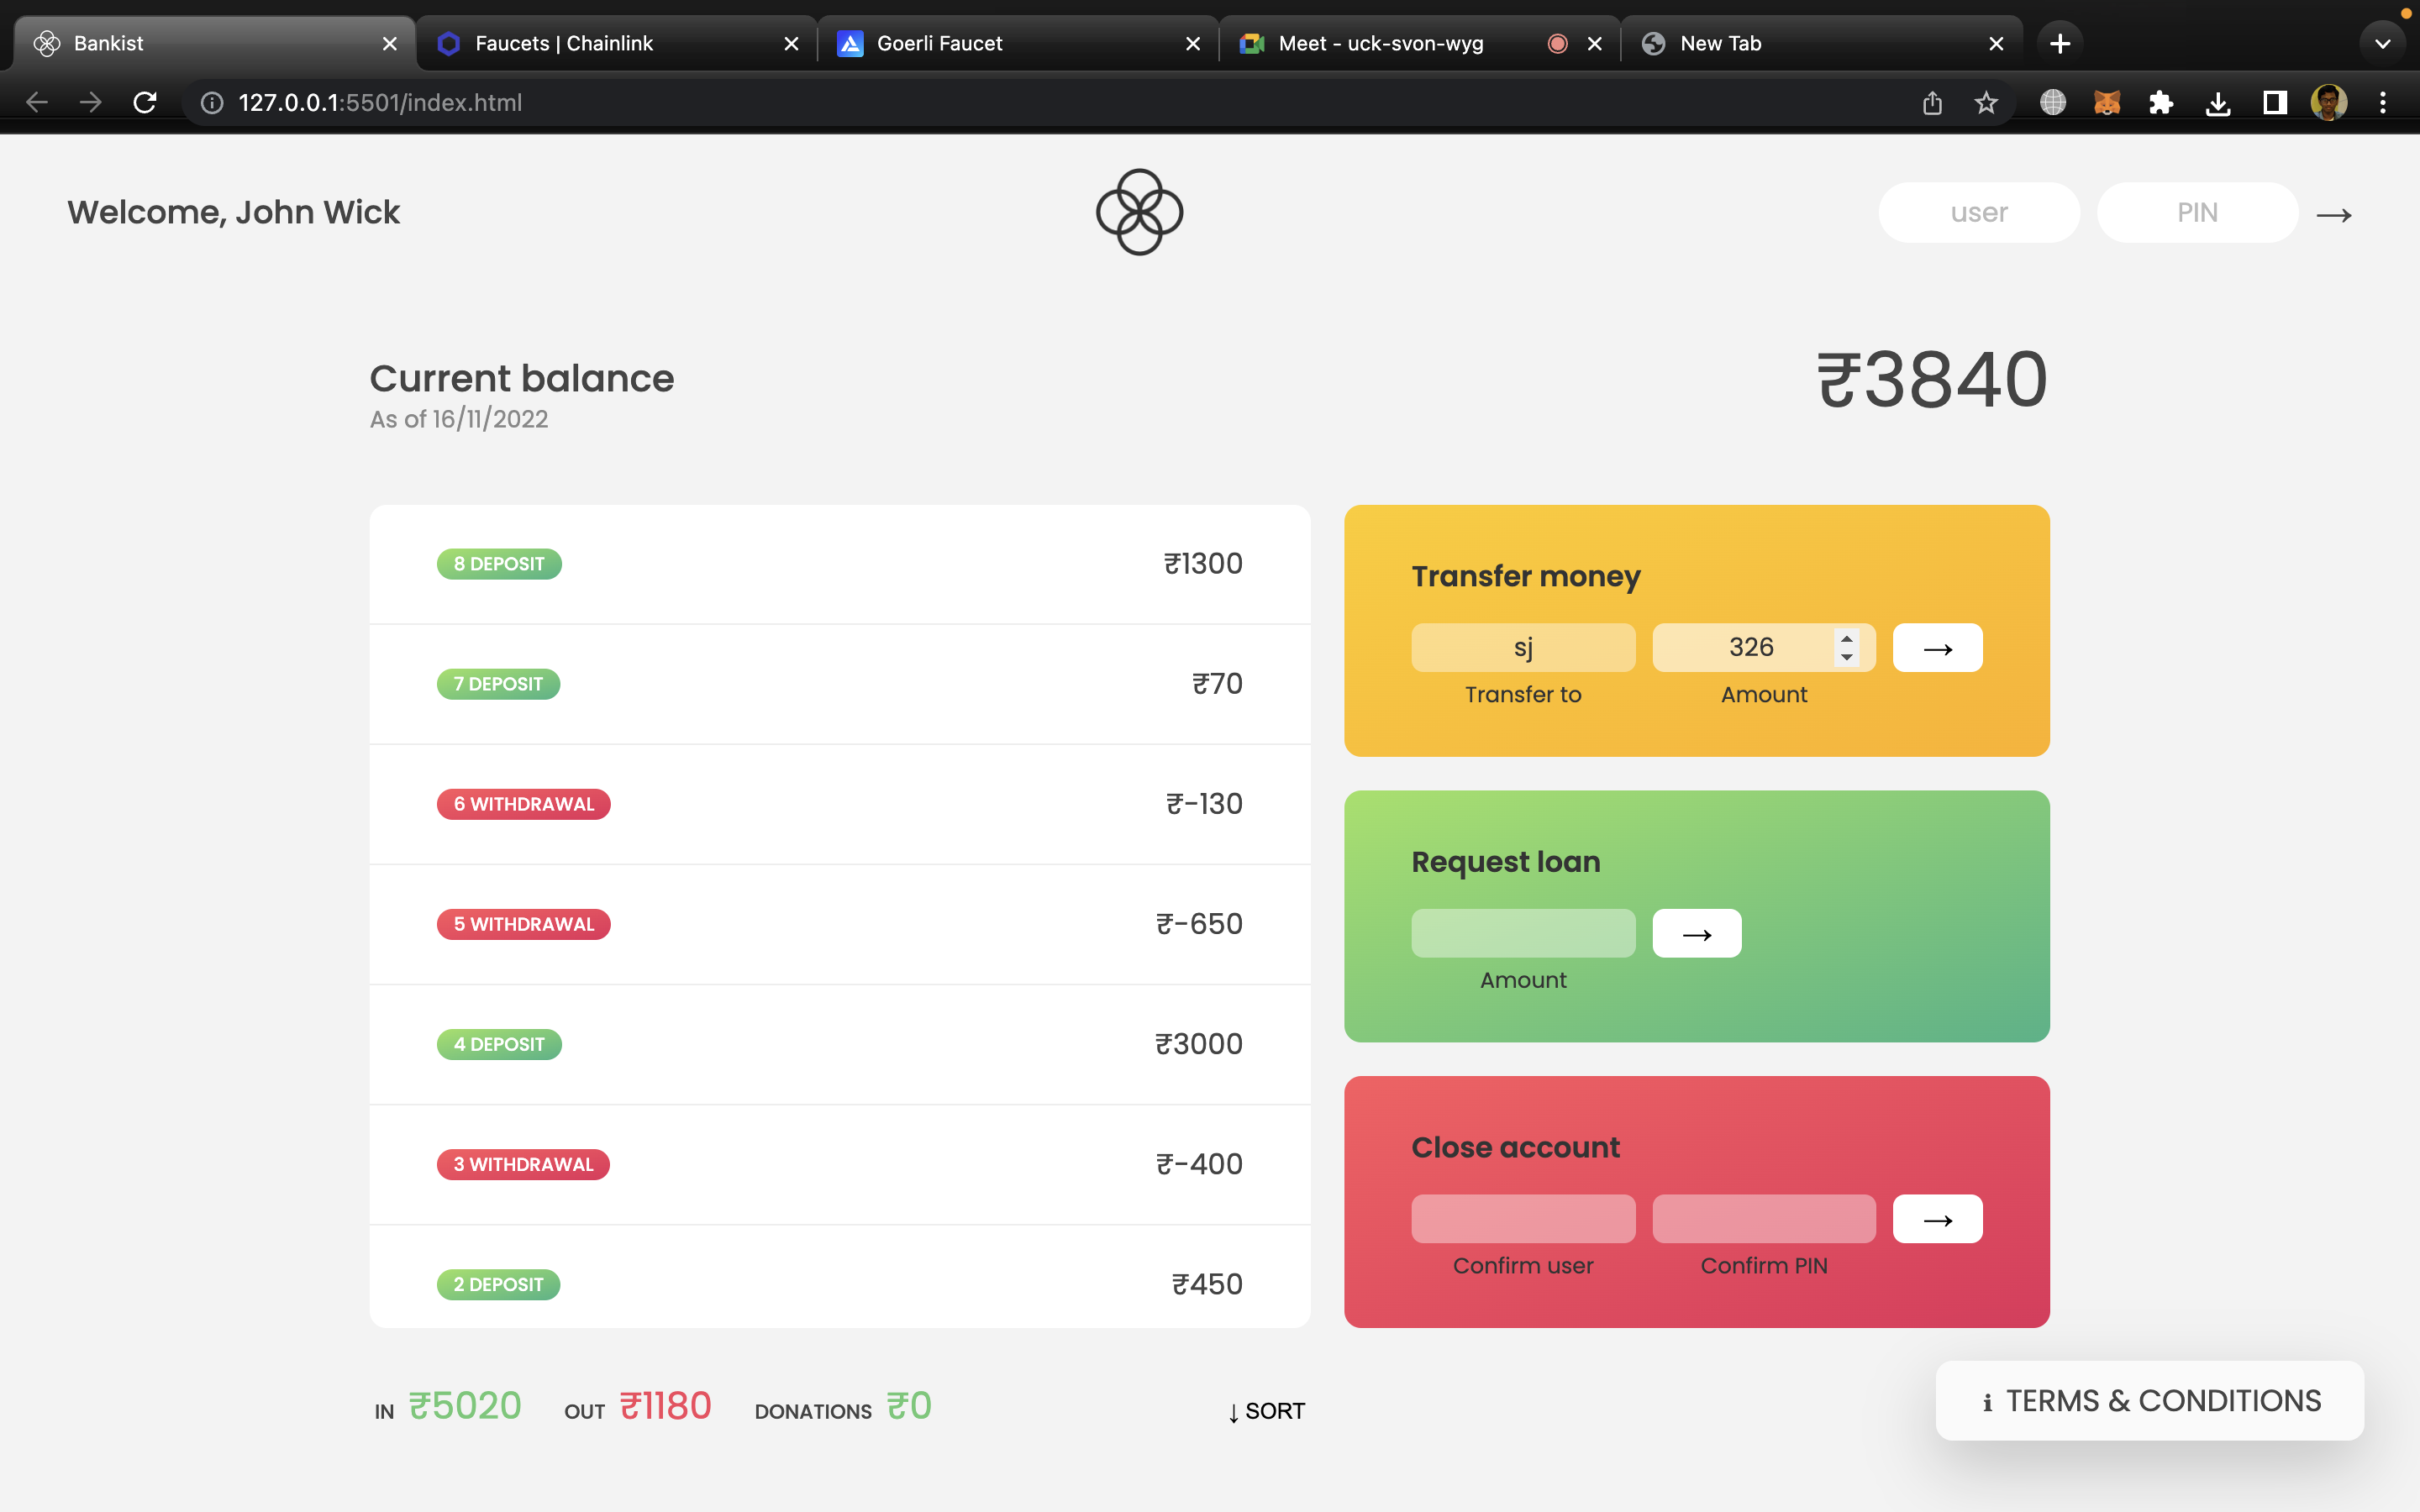 Bankist
Faucets | Chainlink
Goerli Faucet
Meet - uck-svon-wyg
New Tab
127.0.0.1:5501/index.html
Welcome, John Wick
user
PIN
→
Current balance
As of 16/11/2022
₹3840
8 DEPOSIT
₹1300
7 DEPOSIT
₹70
6 WITHDRAWAL
₹-130
5 WITHDRAWAL
₹-650
4 DEPOSIT
₹3000
3 WITHDRAWAL
₹-400
2 DEPOSIT
₹450
Transfer money
sj
326
→
Transfer to
Amount
Request loan
→
Amount
Close account
→
Confirm user
Confirm PIN
IN ₹5020
OUT ₹1180
DONATIONS ₹0
↓ SORT
ℹ TERMS & CONDITIONS